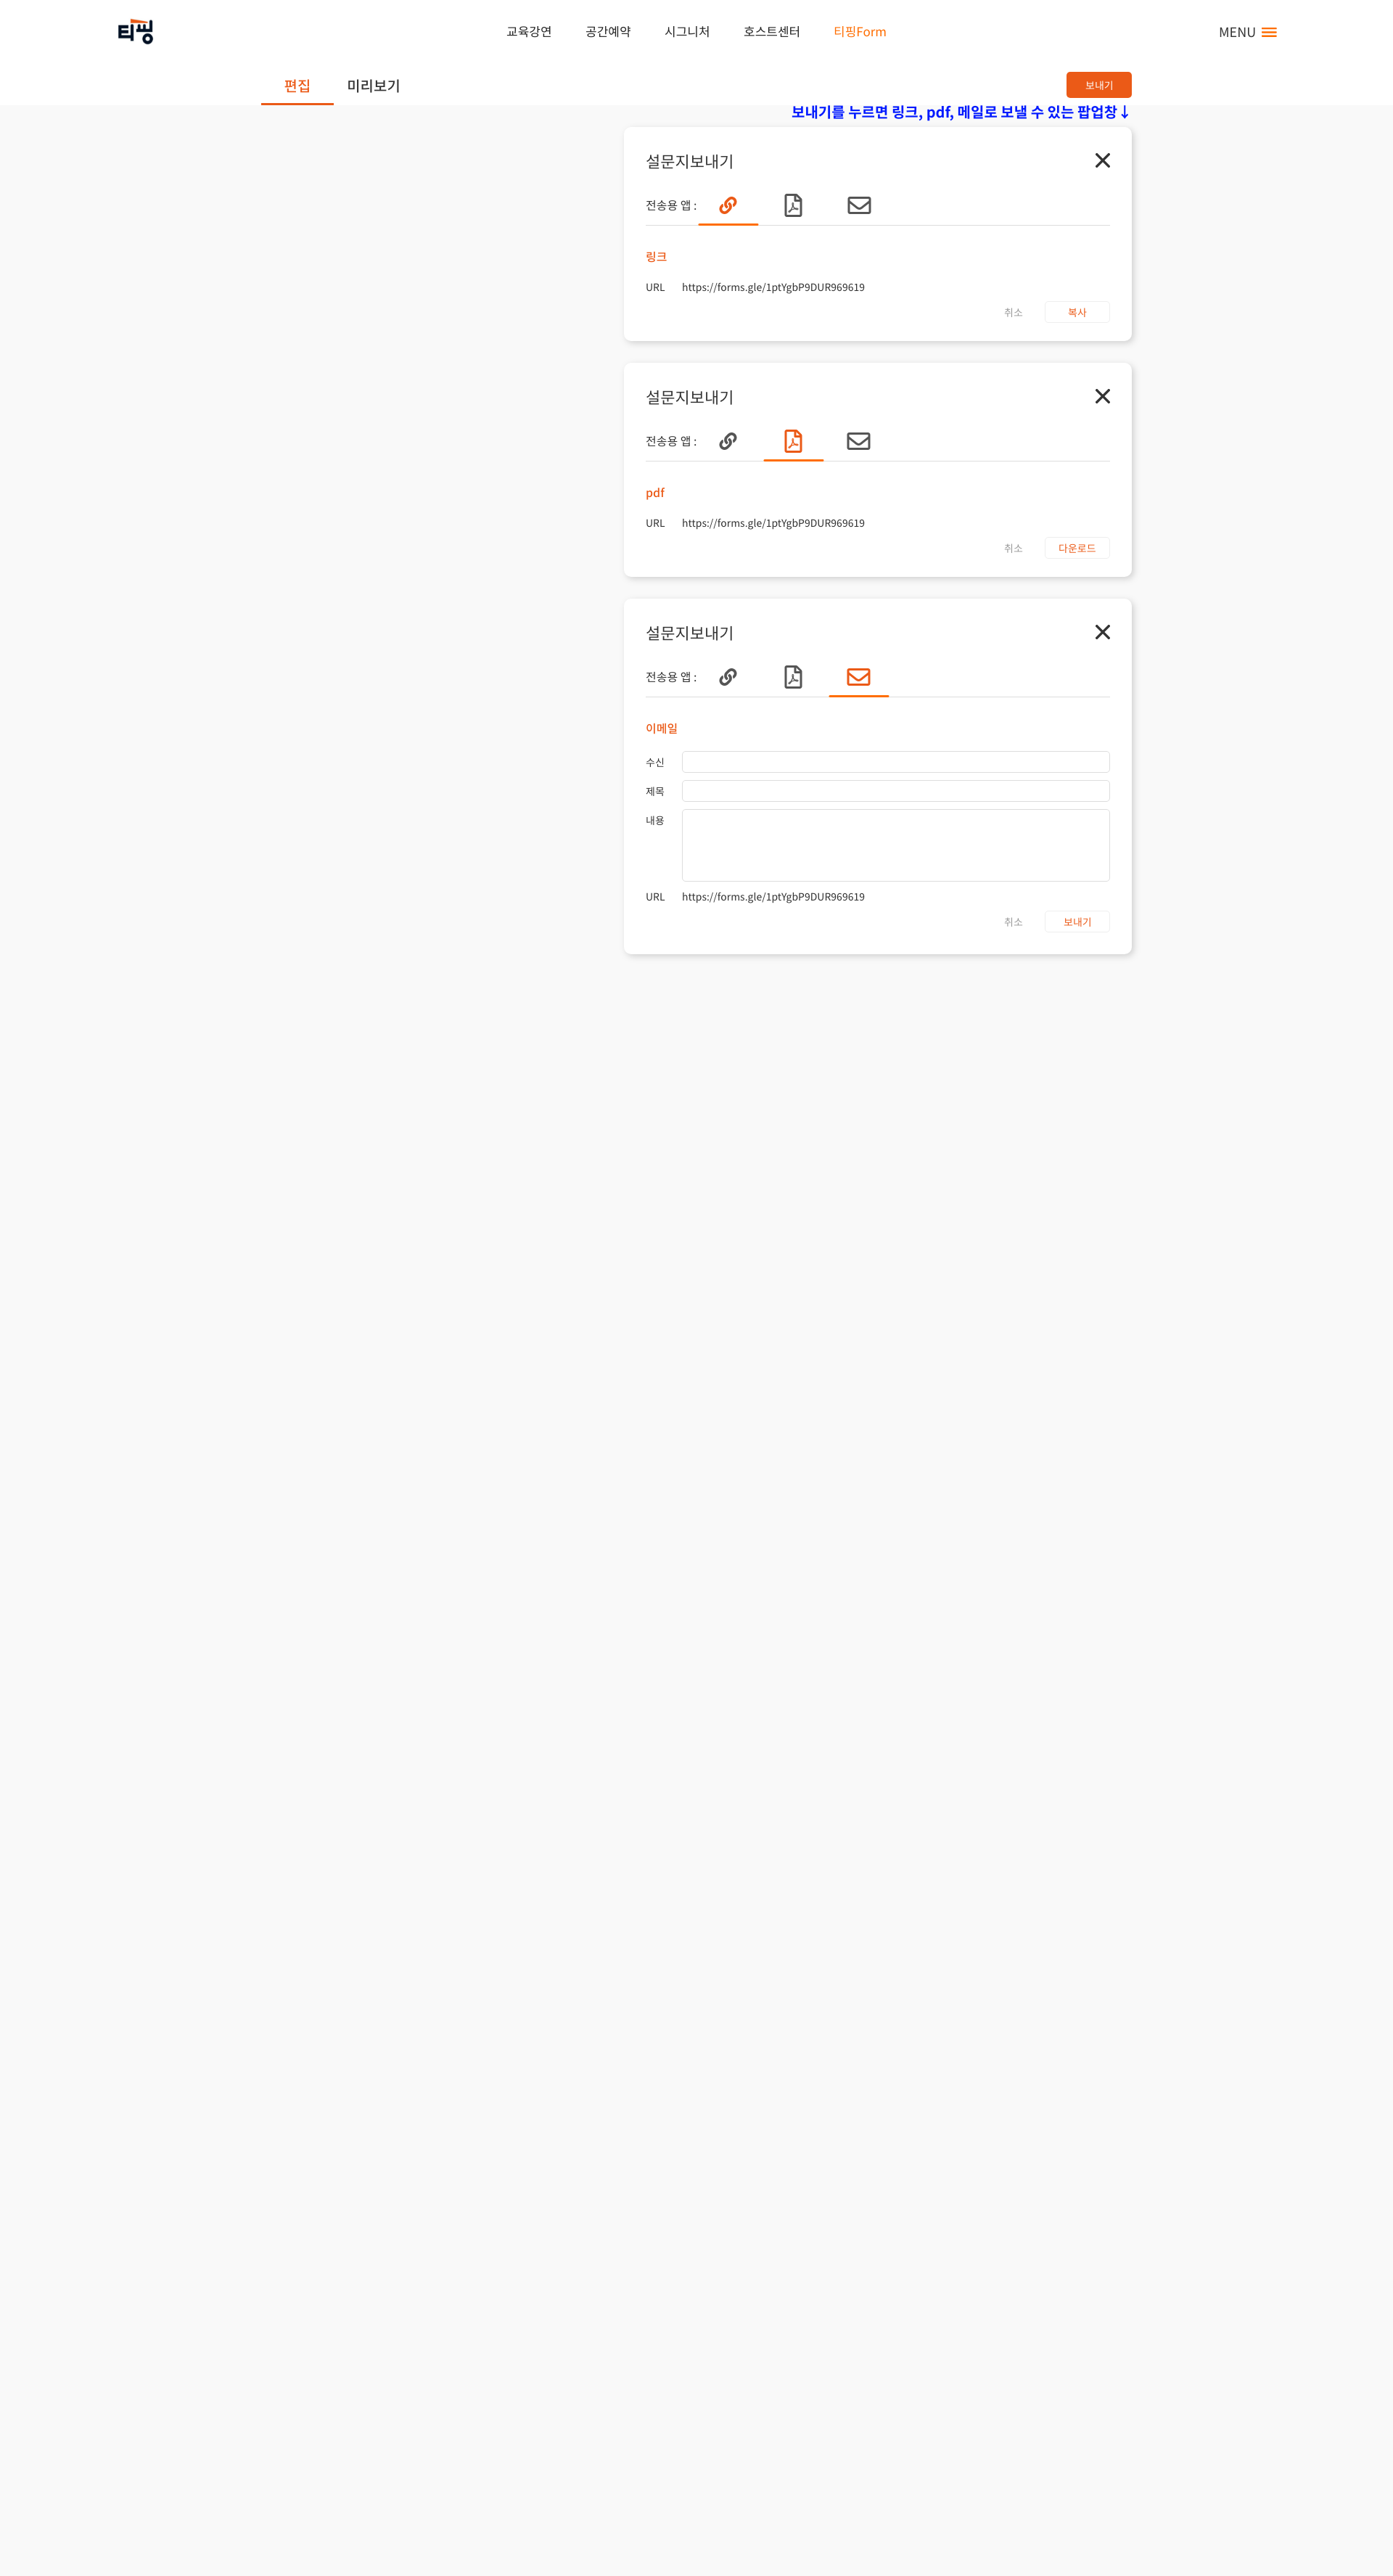 티핑
교육강연 공간예약 시그니처 호스트센터 티핑Form
MENU
편집 미리보기
보내기
보내기를 누르면 링크, pdf, 메일로 보낼 수 있는 팝업창↓
설문지보내기
전송용 앱 :
링크
URL https://forms.gle/1ptYgbP9DUR969619
취소 복사
설문지보내기
전송용 앱 :
pdf
URL https://forms.gle/1ptYgbP9DUR969619
취소 다운로드
설문지보내기
전송용 앱 :
이메일
수신
제목
내용
URL https://forms.gle/1ptYgbP9DUR969619
취소 보내기